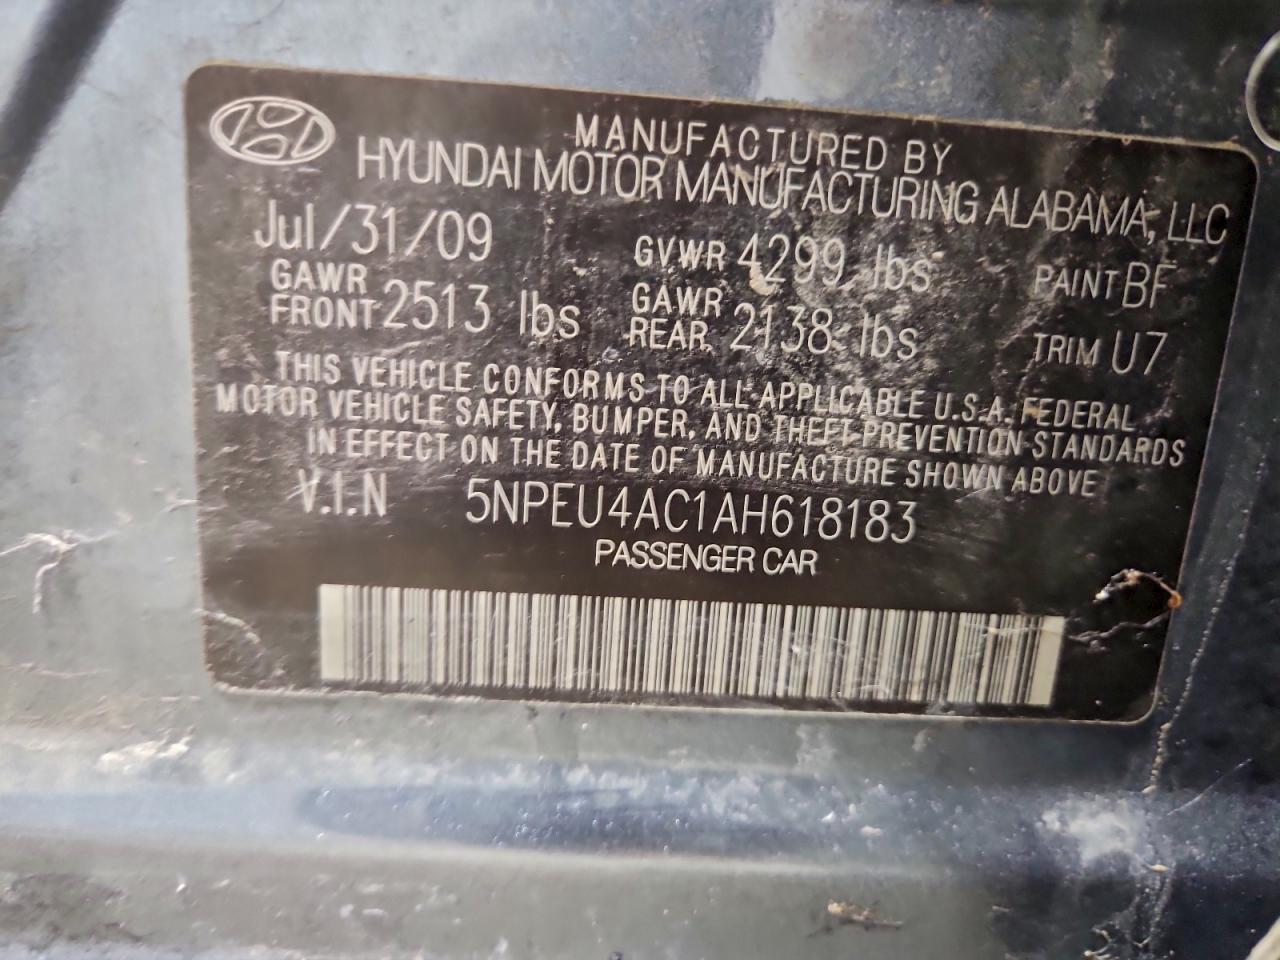 MANUFACTURED BY
HYUNDAI MOTOR MANUFACTURING ALABAMA, LLC
Jul/31/09 GVWR 4299 lbs PAINT BF
GAWR FRONT 2513 lbs GAWR REAR 2138 lbs TRIM U7
THIS VEHICLE CONFORMS TO ALL APPLICABLE U.S.A. FEDERAL
MOTOR VEHICLE SAFETY, BUMPER, AND THEFT PREVENTION STANDARDS
IN EFFECT ON THE DATE OF MANUFACTURE SHOWN ABOVE
V.I.N 5NPEU4AC1AH618183
PASSENGER CAR